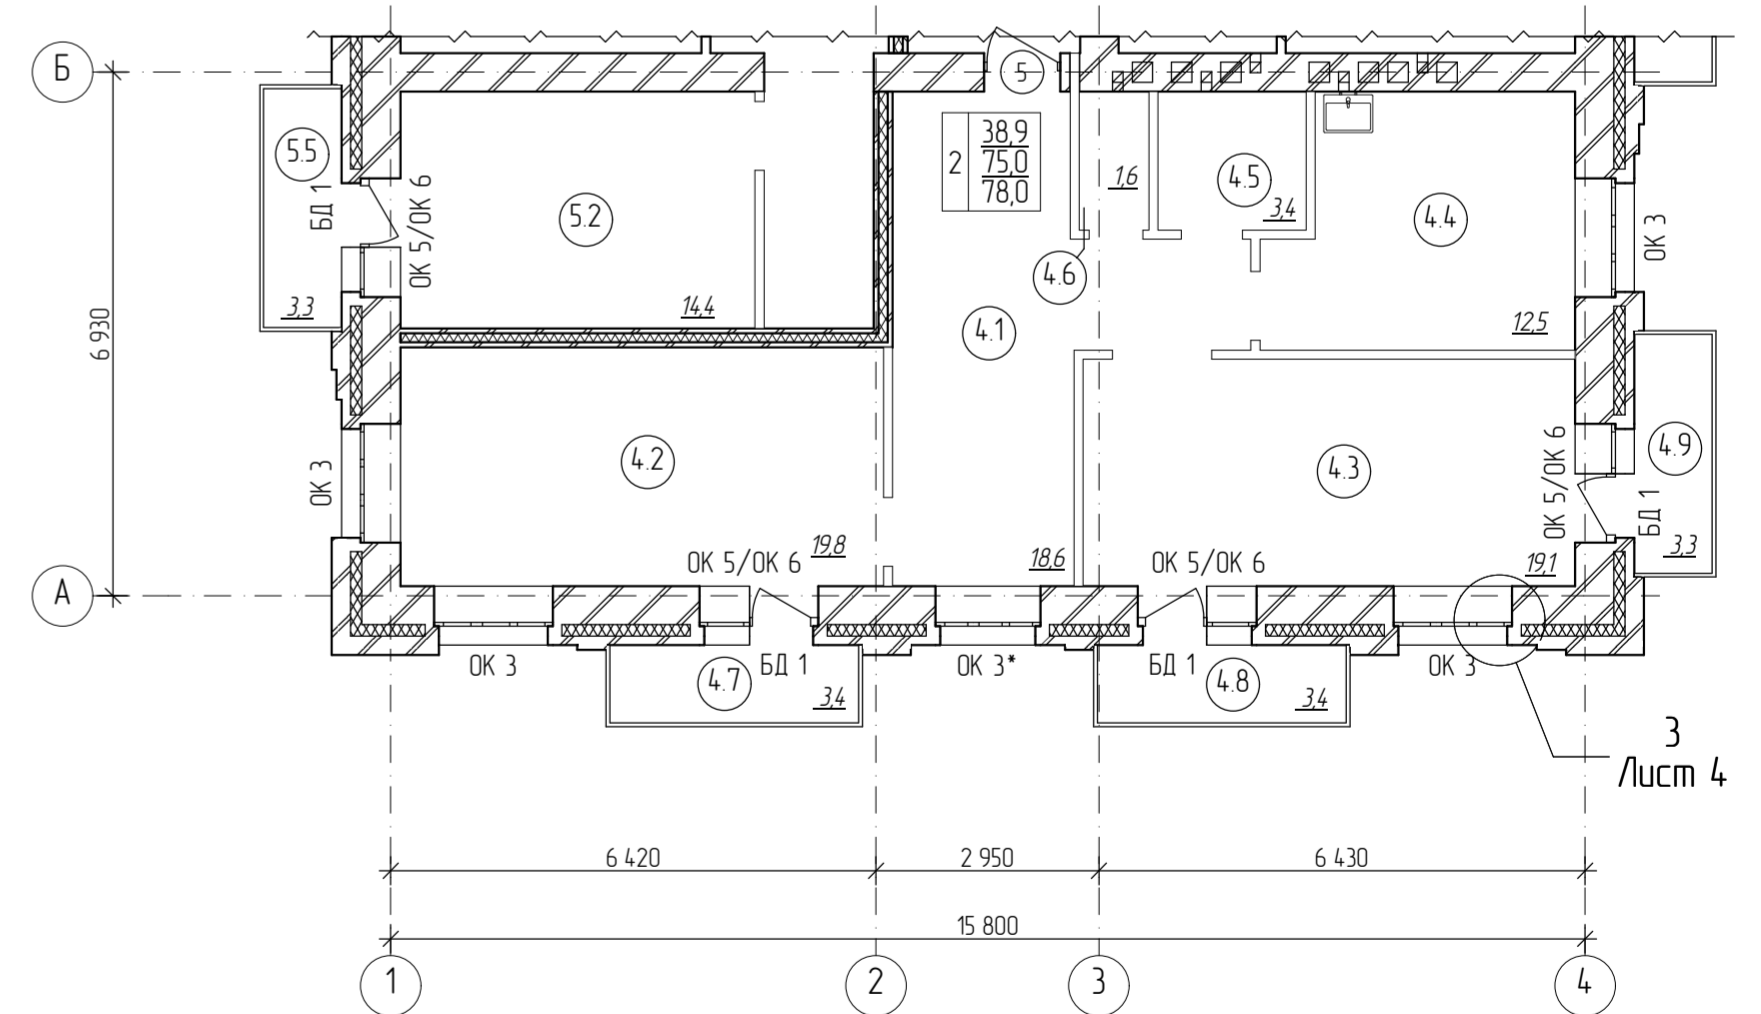 Б
5
5.5
БД 1
ОК 5/ОК 6
5.2
2
38,9
75,0
78,0
1,6
4.5
3,4
4.4
ОК 3
4.6
3,3
14,4
4.1
12,5
6 930
4.2
4.3
4.9
ОК 3
ОК 5/ОК 6
БД 1
3,3
А
ОК 5/ОК 6
19,8
18,6
ОК 5/ОК 6
19,1
ОК 3
4.7
БД 1
3,4
ОК 3*
БД 1
4.8
3,4
ОК 3
3
Лист 4
6 420
2 950
6 430
15 800
1
2
3
4